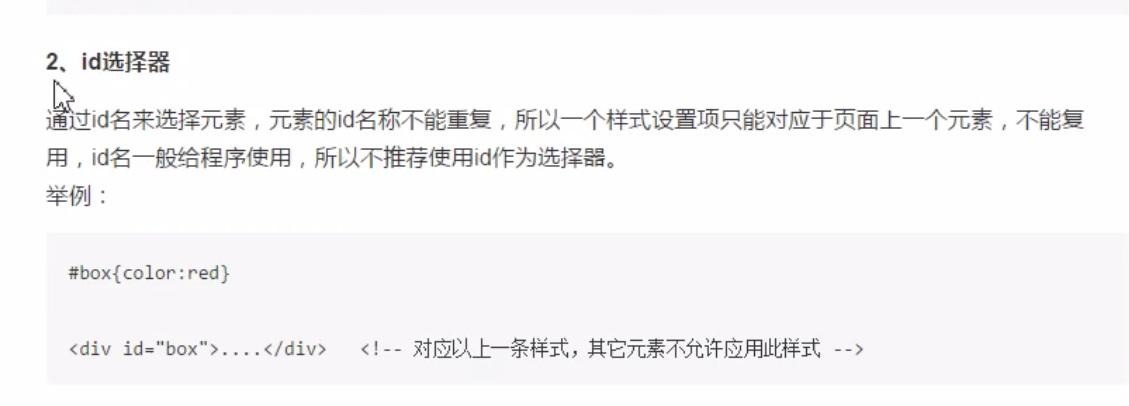 2、id选择器
通过id名来选择元素，元素的id名称不能重复，所以一个样式设置项只能对应于页面上一个元素，不能复
用，id名一般给程序使用，所以不推荐使用id作为选择器。
举例：
#box{color:red}
<div id="box">....</div>   <!-- 对应以上一条样式，其它元素不允许应用此样式 -->